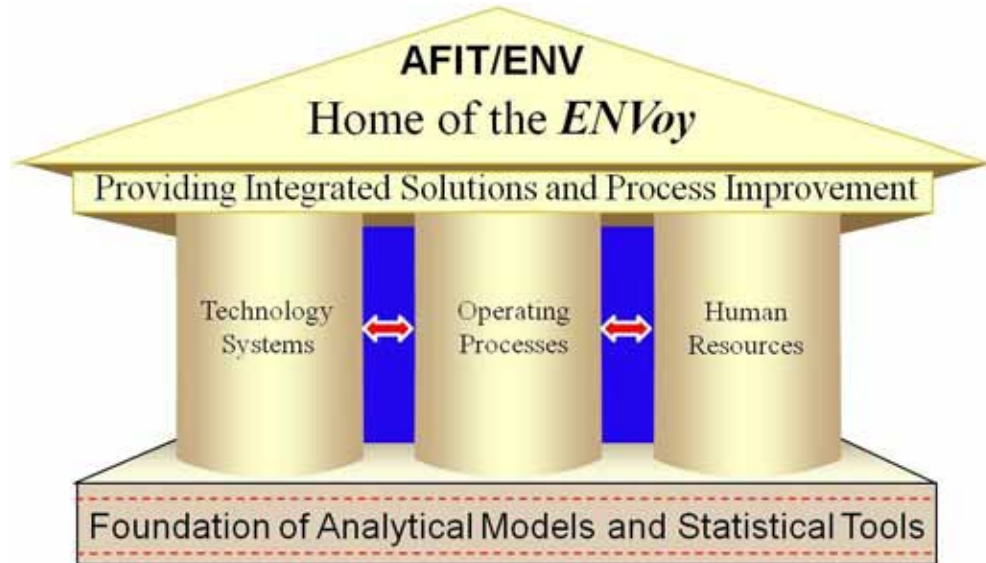 AFIT/ENV
Home of the ENVoy
Providing Integrated Solutions and Process Improvement
Technology
Systems
Operating
Processes
Human
Resources
Foundation of Analytical Models and Statistical Tools